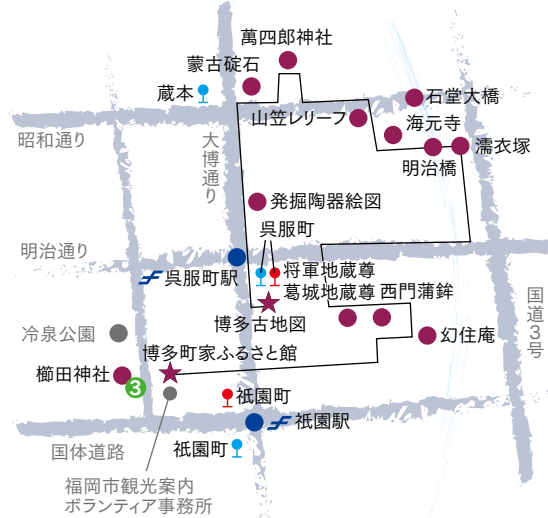 萬四郎神社
蒙古碇石
蔵本
石堂大橋
山笠レリーフ
海元寺
濡衣塚
昭和通り
明治橋
大博通り
発掘陶器絵図
呉服町
明治通り
呉服町駅
将軍地蔵尊
葛城地蔵尊
西門蒲鉾
国道3号
博多古地図
冷泉公園
幻住庵
博多町家ふるさと館
櫛田神社
3
祇園町
祇園駅
国体道路
祇園町
福岡市観光案内
ボランティア事務所